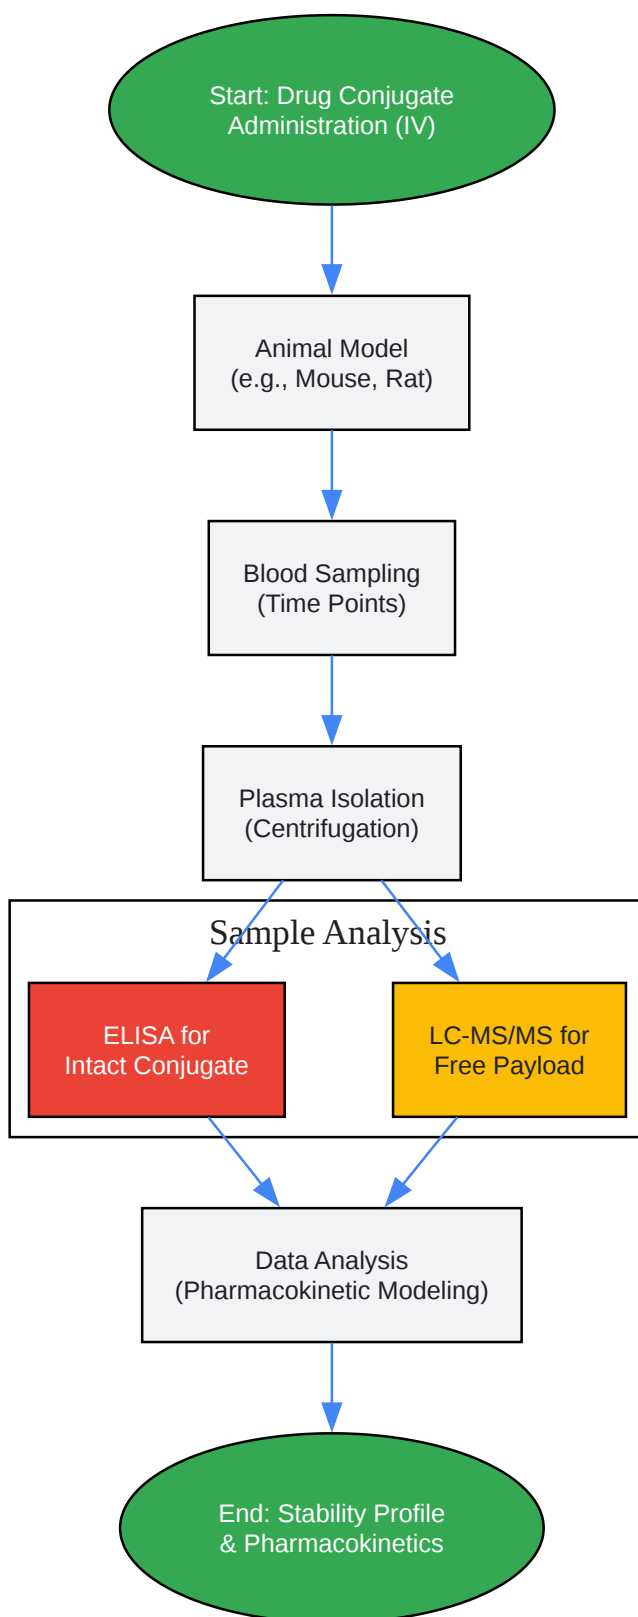 Start: Drug Conjugate
Administration (IV)
Animal Model
(e.g., Mouse, Rat)
Blood Sampling
(Time Points)
Plasma Isolation
(Centrifugation)
Sample Analysis
ELISA for
Intact Conjugate
LC-MS/MS for
Free Payload
Data Analysis
(Pharmacokinetic Modeling)
End: Stability Profile
& Pharmacokinetics